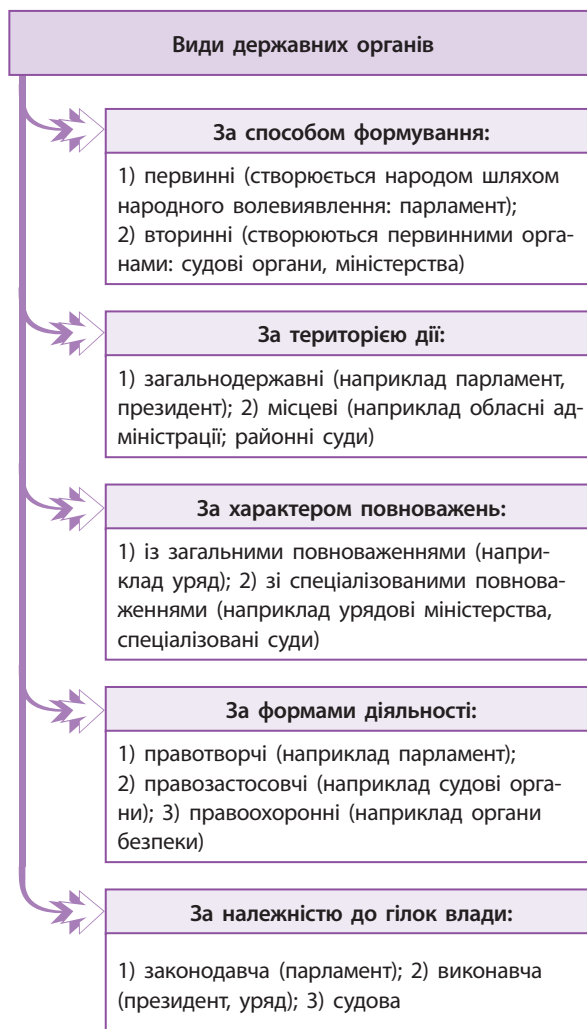 Види державних органів
За способом формування:
1) первинні (створюється народом шляхом
народного волевиявлення: парламент);
2) вторинні (створюються первинними орга-
нами: судові органи, міністерства)
За територією дії:
1) загальнодержавні (наприклад парламент,
президент); 2) місцеві (наприклад обласні ад-
міністрації; районні суди)
За характером повноважень:
1) із загальними повноваженнями (напри-
клад уряд); 2) зі спеціалізованими повнова-
женнями (наприклад урядові міністерства,
спеціалізовані суди)
За формами діяльності:
1) правотворчі (наприклад парламент);
2) правозастосовчі (наприклад судові орга-
ни); 3) правоохоронні (наприклад органи
безпеки)
За належністю до гілок влади:
1) законодавча (парламент); 2) виконавча
(президент, уряд); 3) судова